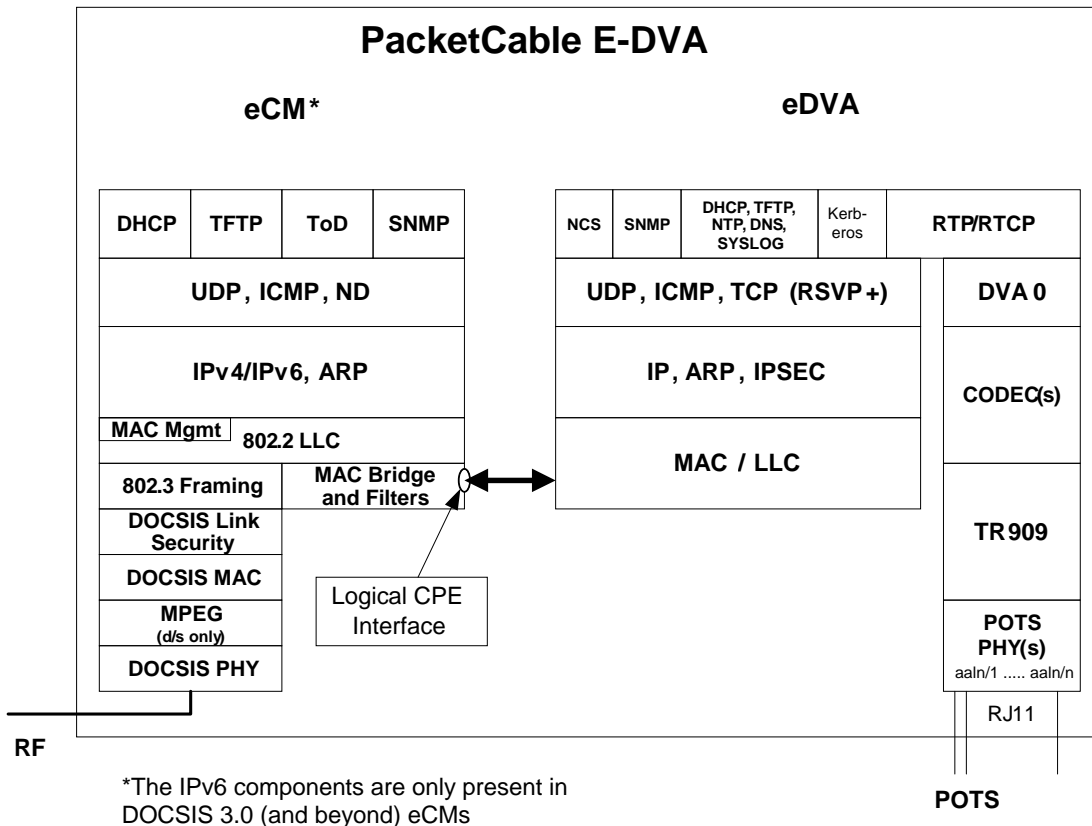 PacketCable E-DVA
eCM*
eDVA
DHCP
TFTP
ToD
SNMP
UDP, ICMP, ND
IPv4/IPv6, ARP
MAC Mgmt
802.2 LLC
802.3 Framing
MAC Bridge
and Filters
DOCSIS Link
Security
DOCSIS MAC
MPEG
(d/s only)
DOCSIS PHY
RF
Logical CPE
Interface
NCS
SNMP
DHCP, TFTP,
NTP, DNS,
SYSLOG
Kerb-
eros
RTP/RTCP
UDP, ICMP, TCP (RSVP+)
IP, ARP, IPSEC
MAC / LLC
DVA 0
CODEC(s)
TR 909
POTS
PHY(s)
aaln/1 ..... aaln/n
RJ11
POTS
*The IPv6 components are only present in
DOCSIS 3.0 (and beyond) eCMs